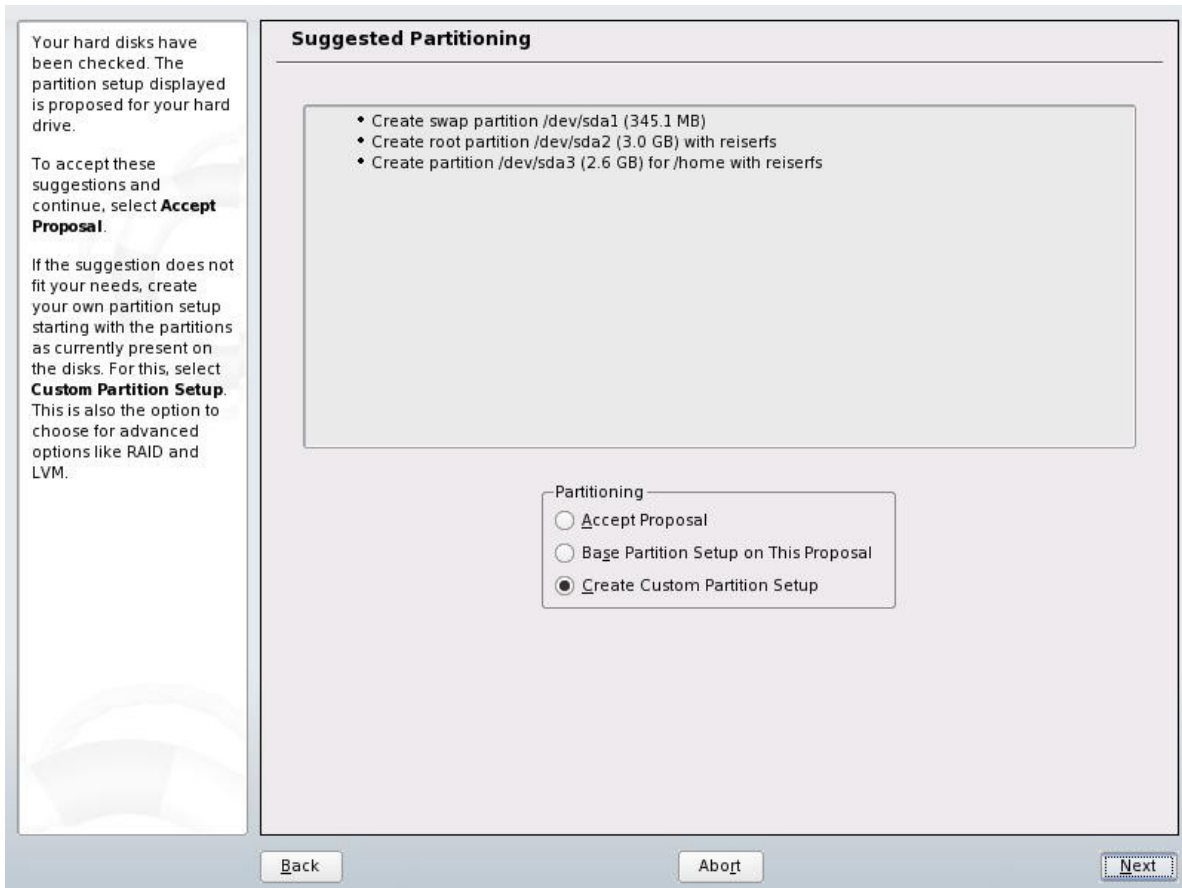 Your hard disks have
been checked. The
partition setup displayed
is proposed for your hard
drive.
To accept these
suggestions and
continue, select Accept
Proposal.
If the suggestion does not
fit your needs, create
your own partition setup
starting with the partitions
as currently present on
the disks. For this, select
Custom Partition Setup.
This is also the option to
choose for advanced
options like RAID and
LVM.
Suggested Partitioning
• Create swap partition /dev/sda1 (345.1 MB)
• Create root partition /dev/sda2 (3.0 GB) with reiserfs
• Create partition /dev/sda3 (2.6 GB) for /home with reiserfs
Partitioning
Accept Proposal
Base Partition Setup on This Proposal
Create Custom Partition Setup
Back
Abort
Next